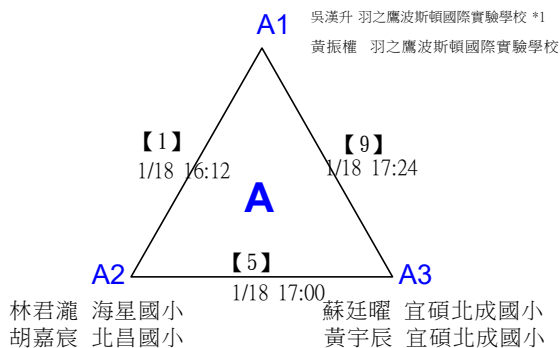 A1
吳漢升 羽之鷹波斯頓國際實驗學校 *1
黃振權 羽之鷹波斯頓國際實驗學校
【1】
1/18 16:12
【9】
1/18 17:24
A
【5】
1/18 17:00
A2
A3
林君瀧 海星國小
胡嘉宸 北昌國小
蘇廷曜 宜碩北成國小
黃宇辰 宜碩北成國小